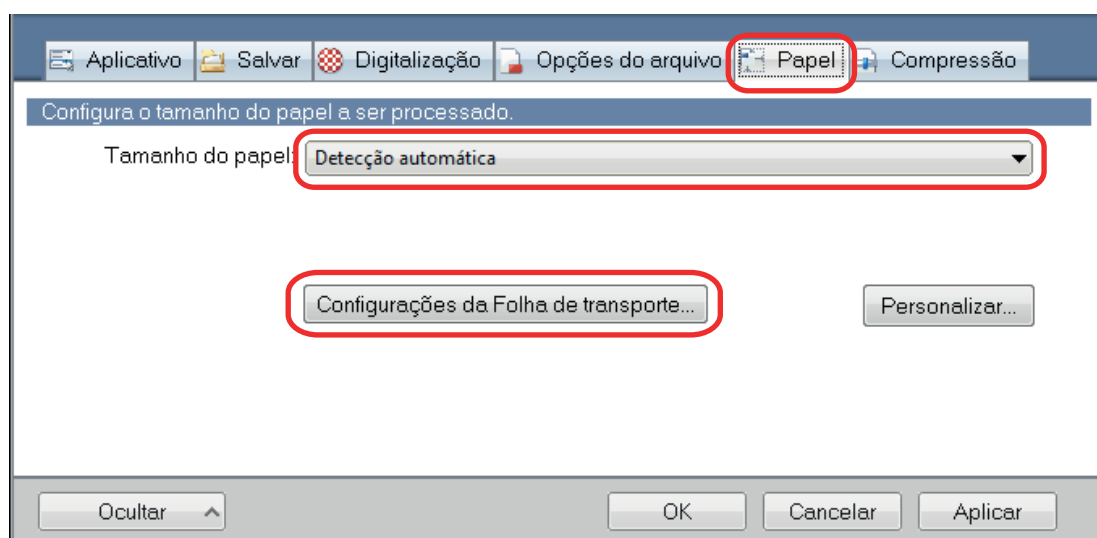 Aplicativo Salvar Digitalização Opções do arquivo Papel Compressão
Configura o tamanho do papel a ser processado.
Tamanho do papel: Detecção automática
Configurações da Folha de transporte... Personalizar...
Ocultar OK Cancelar Aplicar